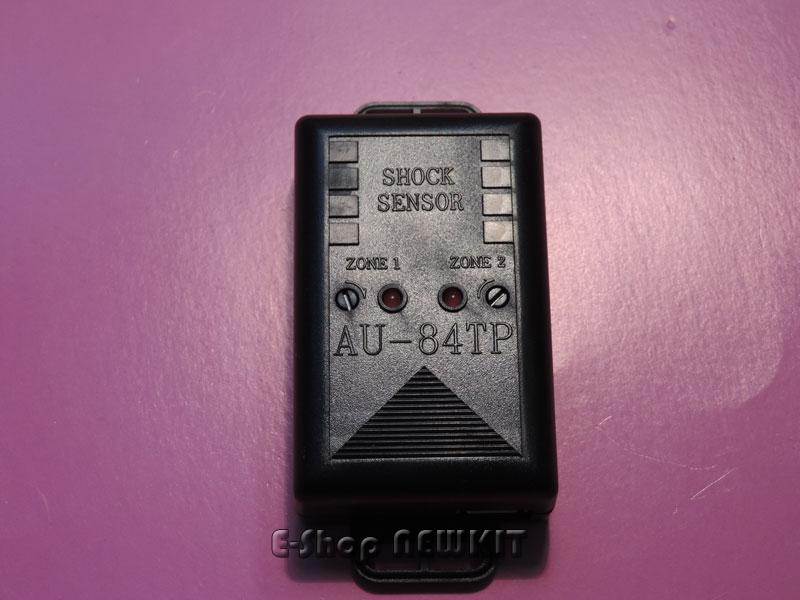 SHOCK
SENSOR
ZONE 1 ZONE 2
AU-84TP
E-Shop NEWKIT